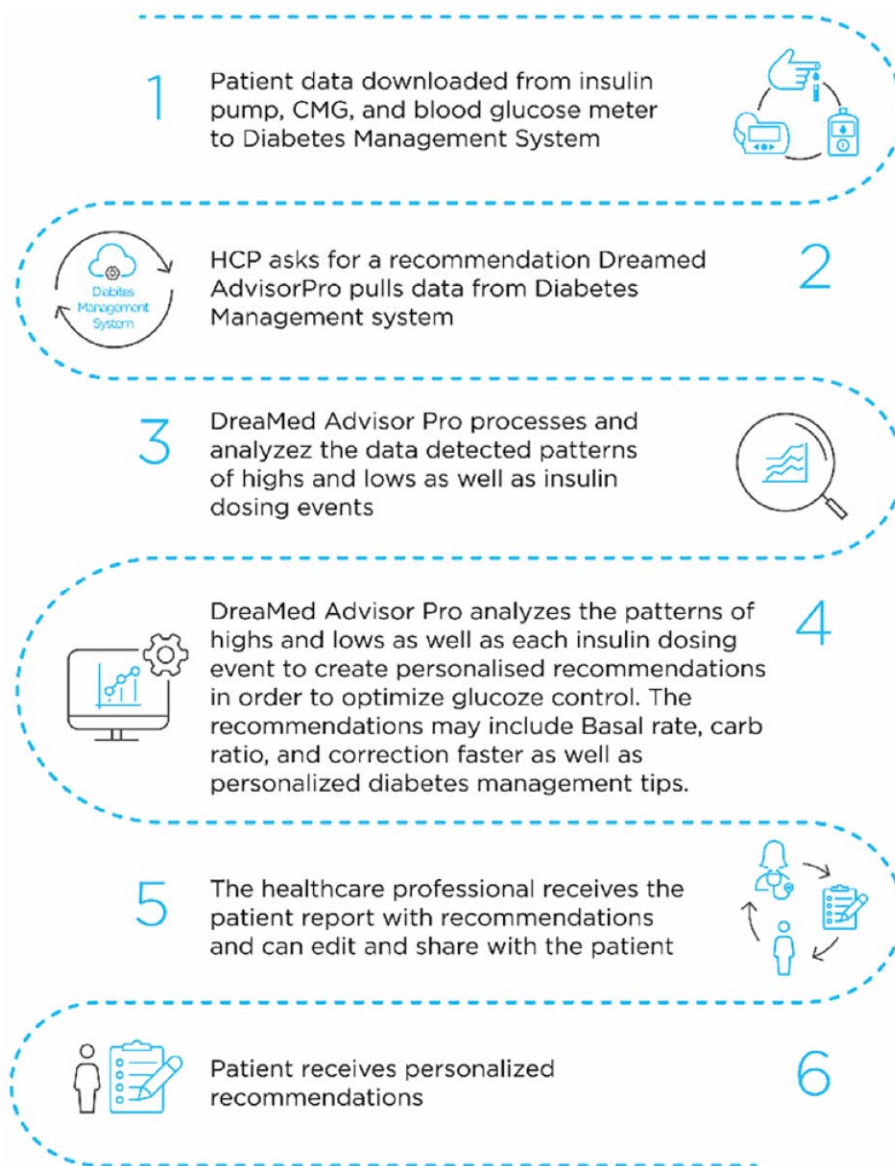 1
Patient data downloaded from insulin
pump, CMG, and blood glucose meter
to Diabetes Management System
Diabites
Management
System
HCP asks for a recommendation Dreamed
AdvisorPro pulls data from Diabetes
Management system
2
3
DreaMed Advisor Pro processes and
analyzez the data detected patterns
of highs and lows as well as insulin
dosing events
DreaMed Advisor Pro analyzes the patterns of
highs and lows as well as each insulin dosing
event to create personalised recommendations
in order to optimize glucoze control. The
recommendations may include Basal rate, carb
ratio, and correction faster as well as
personalized diabetes management tips.
4
5
The healthcare professional receives the
patient report with recommendations
and can edit and share with the patient
Patient receives personalized
recommendations
6